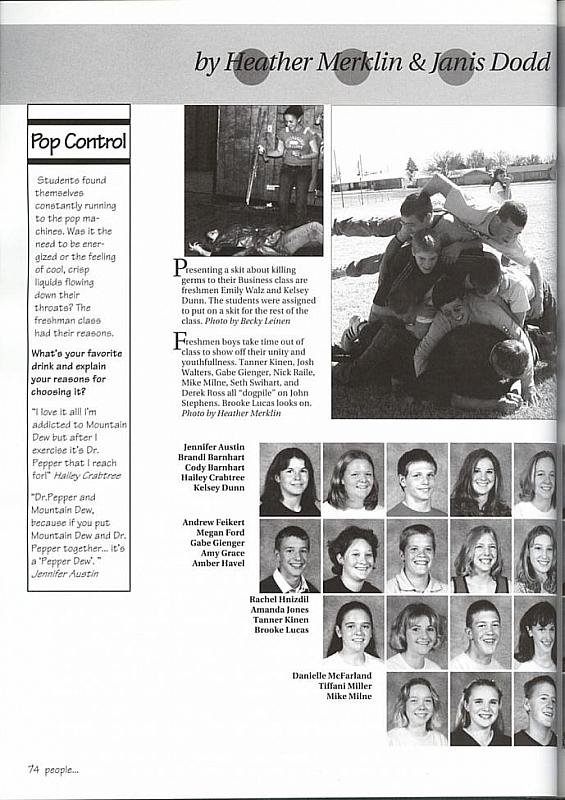 by Heather Merklin & Janis Dodd
Pop Control
Students found
themselves
constantly running
to the pop ma-
chines. Was it the
need to be ener-
gized or the feeling
of cool, crisp
liquids flowing
down their
throats? The
freshman class
had their reasons.
What's your favorite
drink and explain
your reasons for
choosing it?
"I love it all! I'm
addicted to Mountain
Dew but after I
exercise it's Dr.
Pepper that I reach
for!" Hailey Crabtree
"Dr.Pepper and
Mountain Dew,
because if you put
Mountain Dew and Dr.
Pepper together... it's
a 'Pepper Dew'. "
Jennifer Austin
Presenting a skit about killing
germs to their Business class are
freshmen Emily Walz and Kelsey
Dunn. The students were assigned
to put on a skit for the rest of the
class. Photo by Becky Leinen
Freshmen boys take time out of
class to show off their unity and
youthfullness. Tanner Kinen, Josh
Walters, Gabe Gienger, Nick Raile,
Mike Milne, Seth Swihart, and
Derek Ross all "dogpile" on John
Stephens. Brooke Lucas looks on.
Photo by Heather Merklin
Jennifer Austin
Brandl Barnhart
Cody Barnhart
Hailey Crabtree
Kelsey Dunn
Andrew Feikert
Megan Ford
Gabe Gienger
Amy Grace
Amber Havel
Rachel Hnizdil
Amanda Jones
Tanner Kinen
Brooke Lucas
Danielle McFarland
Tiffani Miller
Mike Milne
74 people...